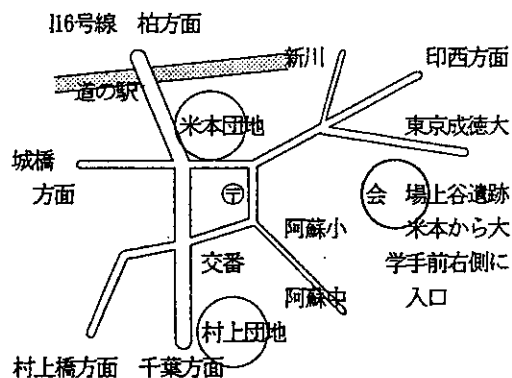 116号線 柏方面
新川
印西方面
道の駅
米本団地
東京成徳大
城橋
方面
〒
会 場上谷遺跡
米本から大
学手前右側に
入口
阿蘇小
交番
阿蘇中
村上団地
村上橋方面 千葉方面